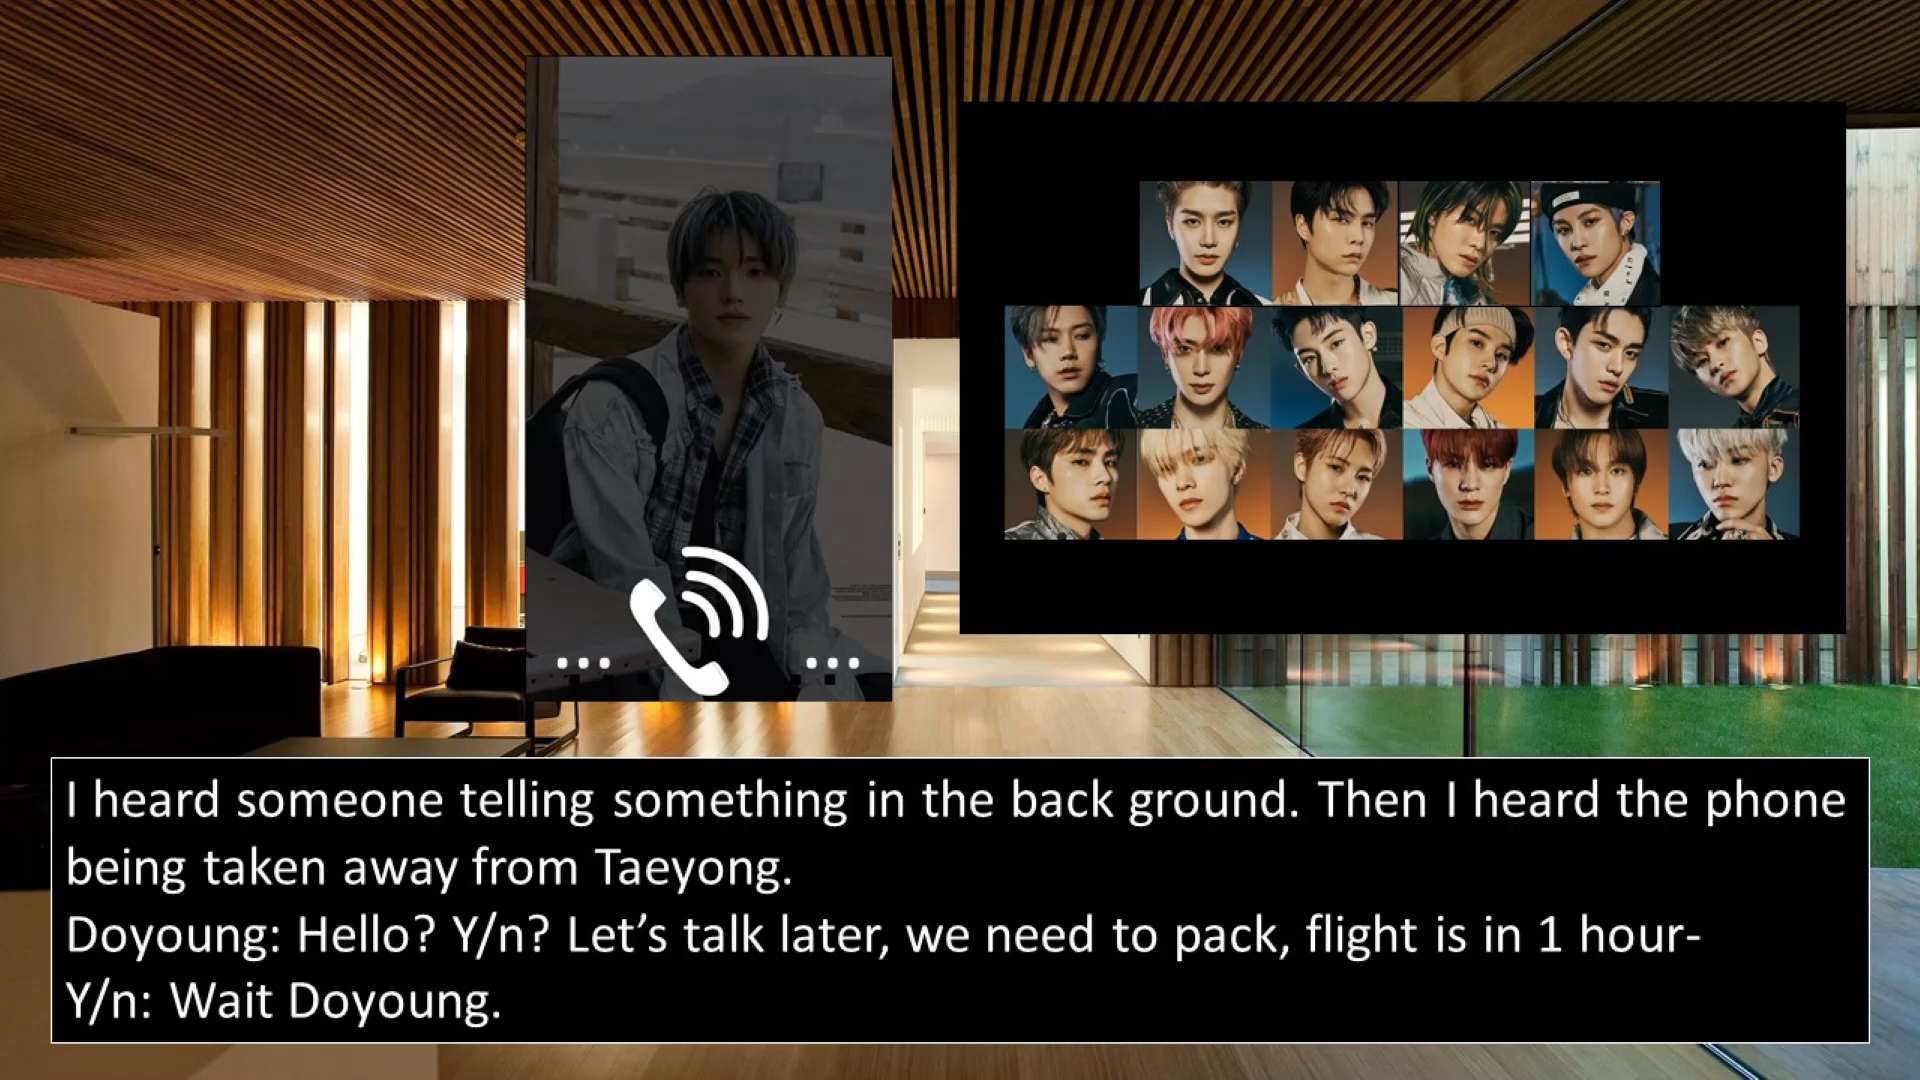 I heard someone telling something in the back ground. Then I heard the phone
being taken away from Taeyong.
Doyoung: Hello? Y/n? Let’s talk later, we need to pack, flight is in 1 hour-
Y/n: Wait Doyoung.